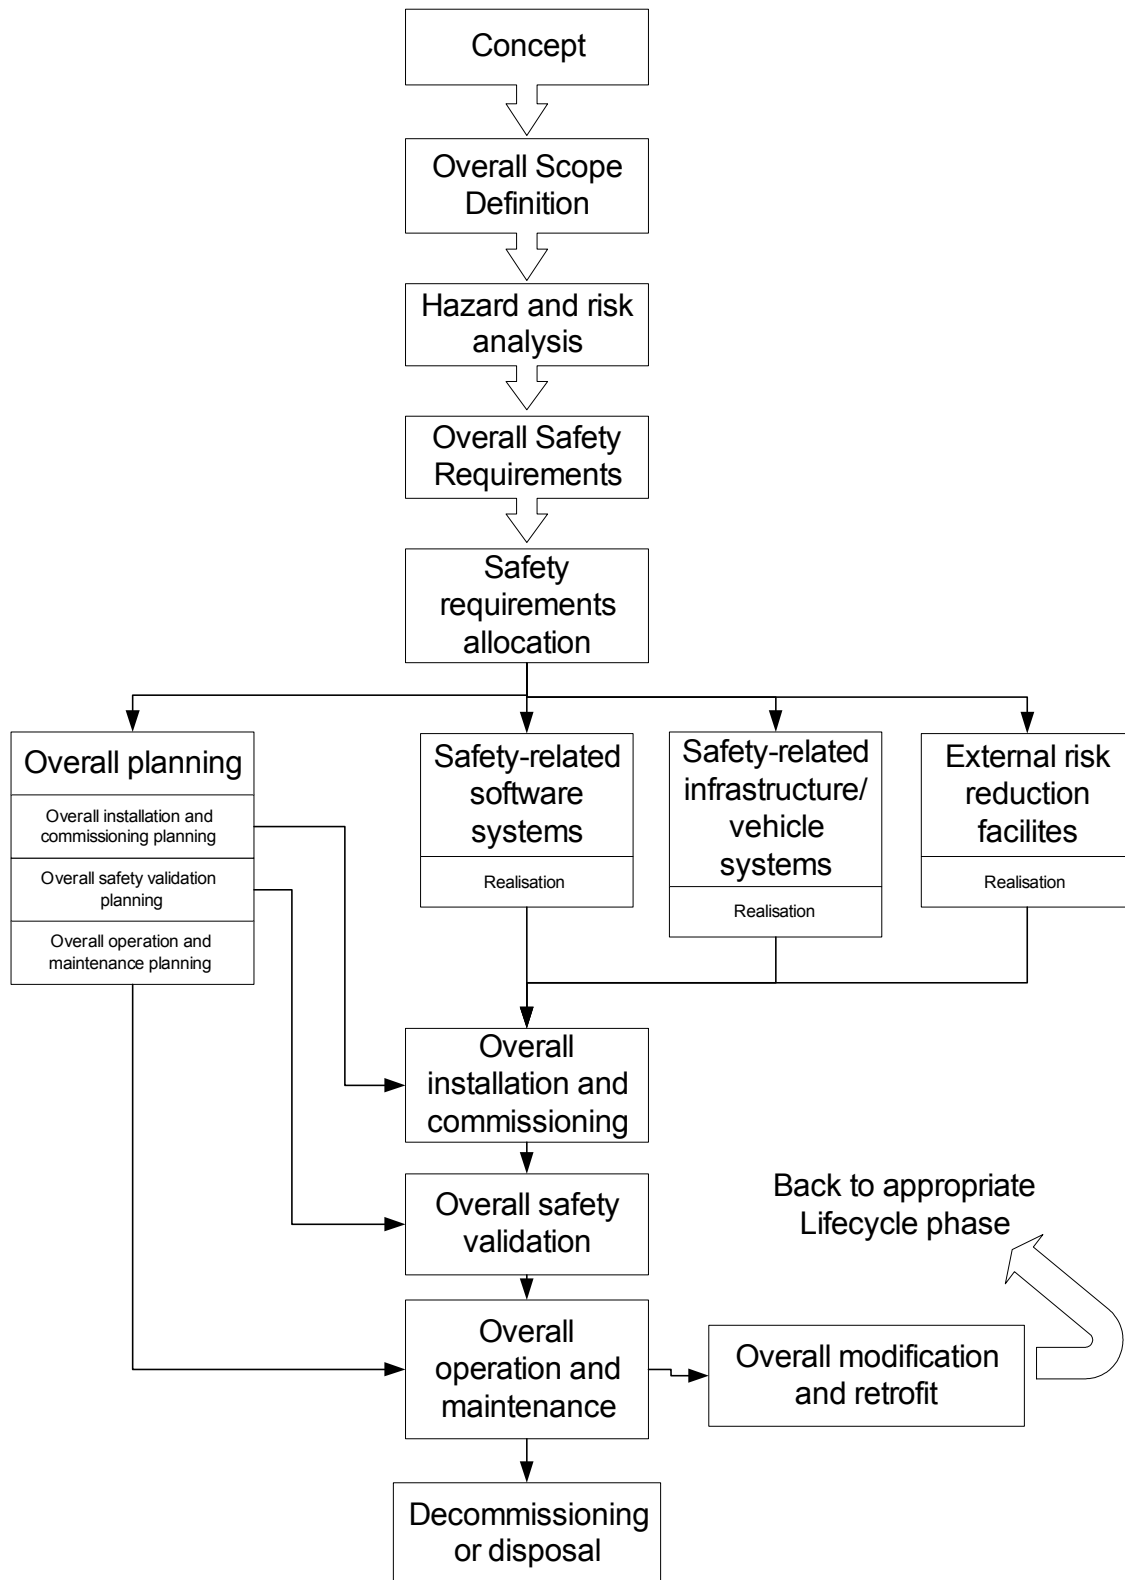 Concept
Overall Scope
Definition
Hazard and risk
analysis
Overall Safety
Requirements
Safety
requirements
allocation
Overall planning
Overall installation and
commissioning planning
Overall safety validation
planning
Overall operation and
maintenance planning
Safety-related
software
systems
Realisation
Safety-related
infrastructure/
vehicle
systems
Realisation
External risk
reduction
facilites
Realisation
Overall
installation and
commissioning
Overall safety
validation
Back to appropriate
Lifecycle phase
Overall
operation and
maintenance
Overall modification
and retrofit
Decommissioning
or disposal